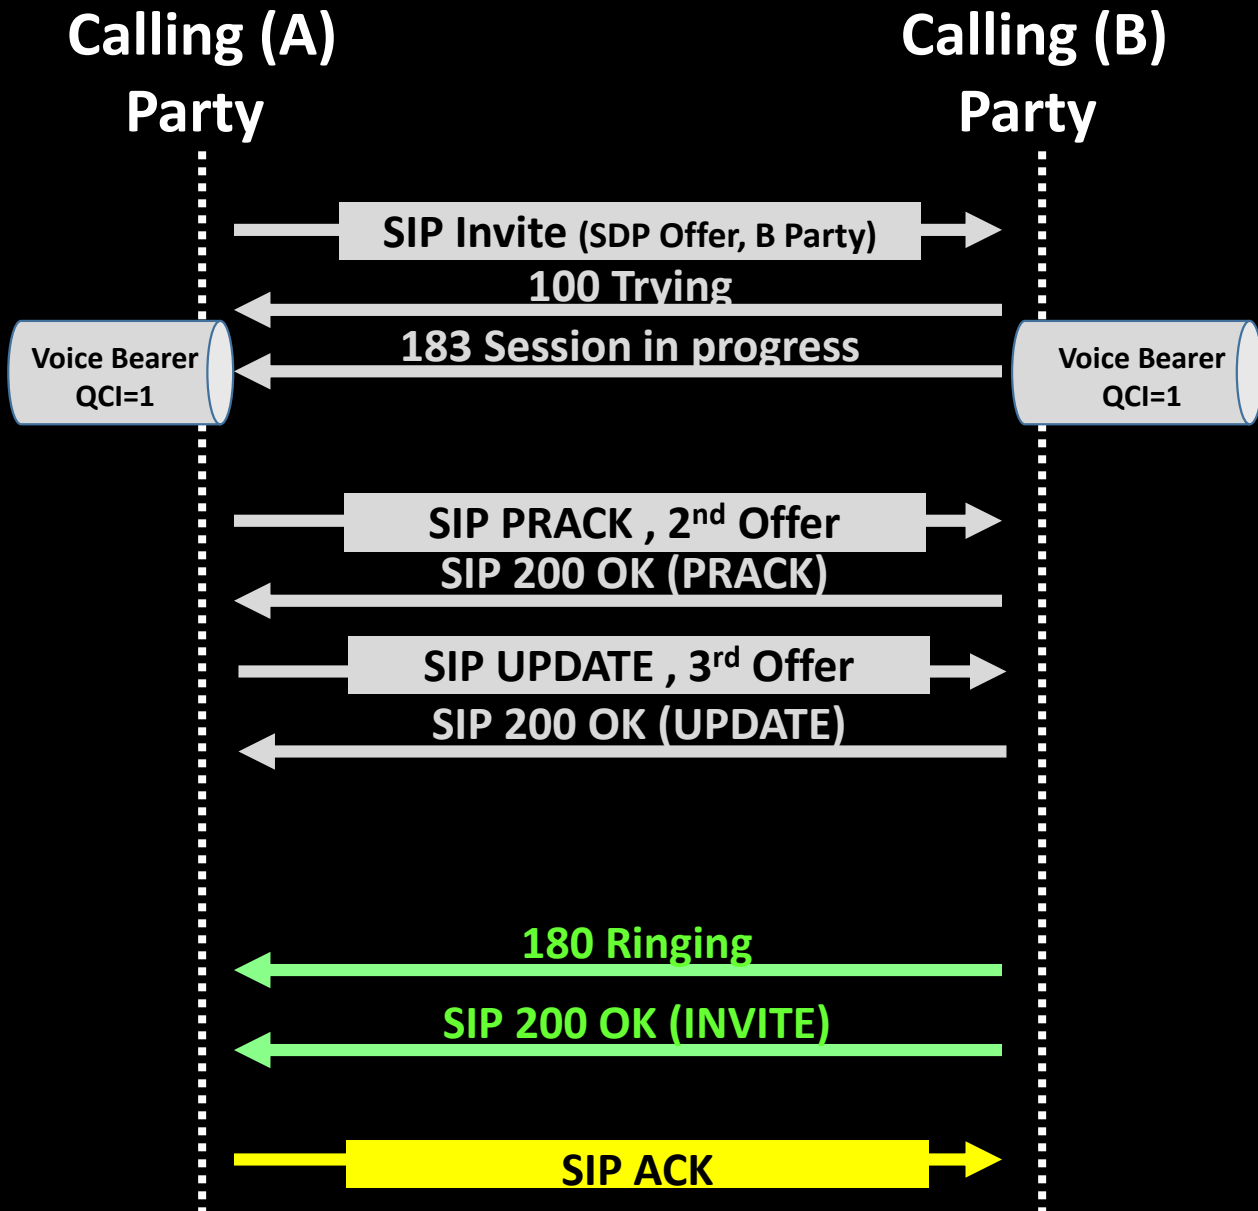 Calling (A)
Party
Calling (B)
Party
SIP Invite (SDP Offer, B Party)
100 Trying
183 Session in progress
Voice Bearer
QCI=1
Voice Bearer
QCI=1
SIP PRACK , 2nd Offer
SIP 200 OK (PRACK)
SIP UPDATE , 3rd Offer
SIP 200 OK (UPDATE)
180 Ringing
SIP 200 OK (INVITE)
SIP ACK